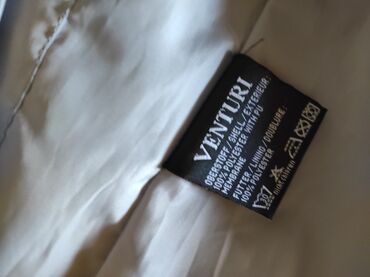 VENTURI
OBERSTOFF / SHELL / EXTERIEUR :
100% POLYESTER WITH PU
MEMBRANE
FUTTER / LINING / DOUBLURE :
100% POLYESTER